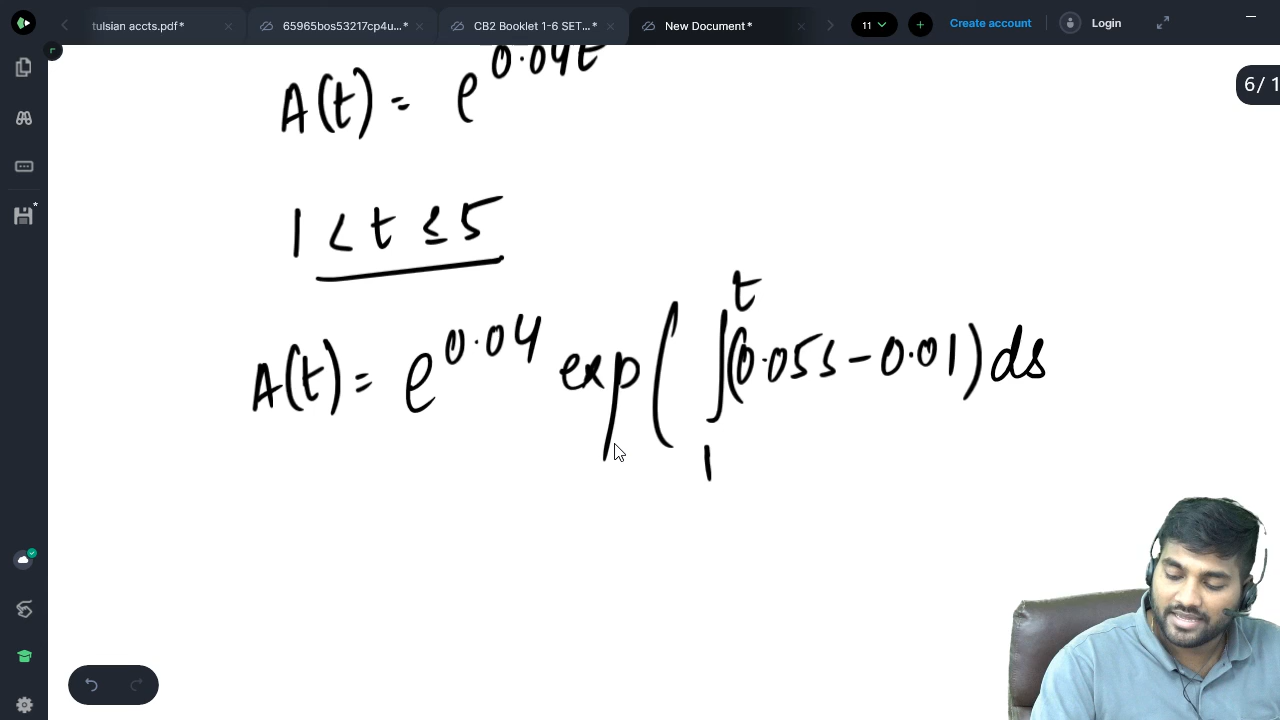 tulsian accts.pdf*
65965bos53217cp4u...*
CB2 Booklet 1-6 SET...*
New Document*
11
Create account
Login
6/ 1
A(t) = e^0.04t
1 < t ≤ 5
A(t) = e^0.04 exp( ∫_1^t (0.05s - 0.01) ds